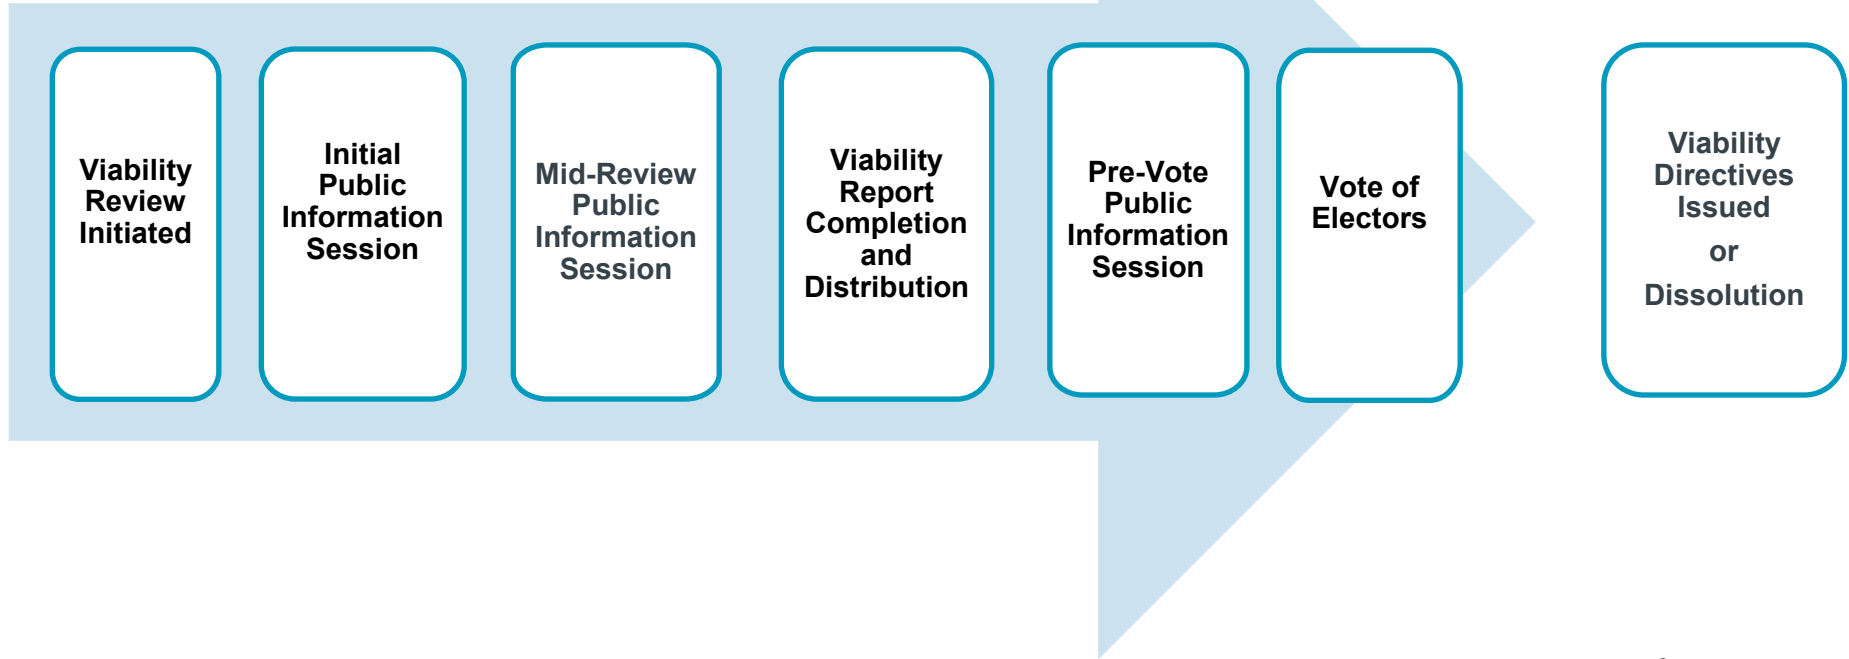 Viability
Review
Initiated
Initial
Public
Information
Session
Mid-Review
Public
Information
Session
Viability
Report
Completion
and
Distribution
Pre-Vote
Public
Information
Session
Vote of
Electors
Viability
Directives
Issued
or
Dissolution